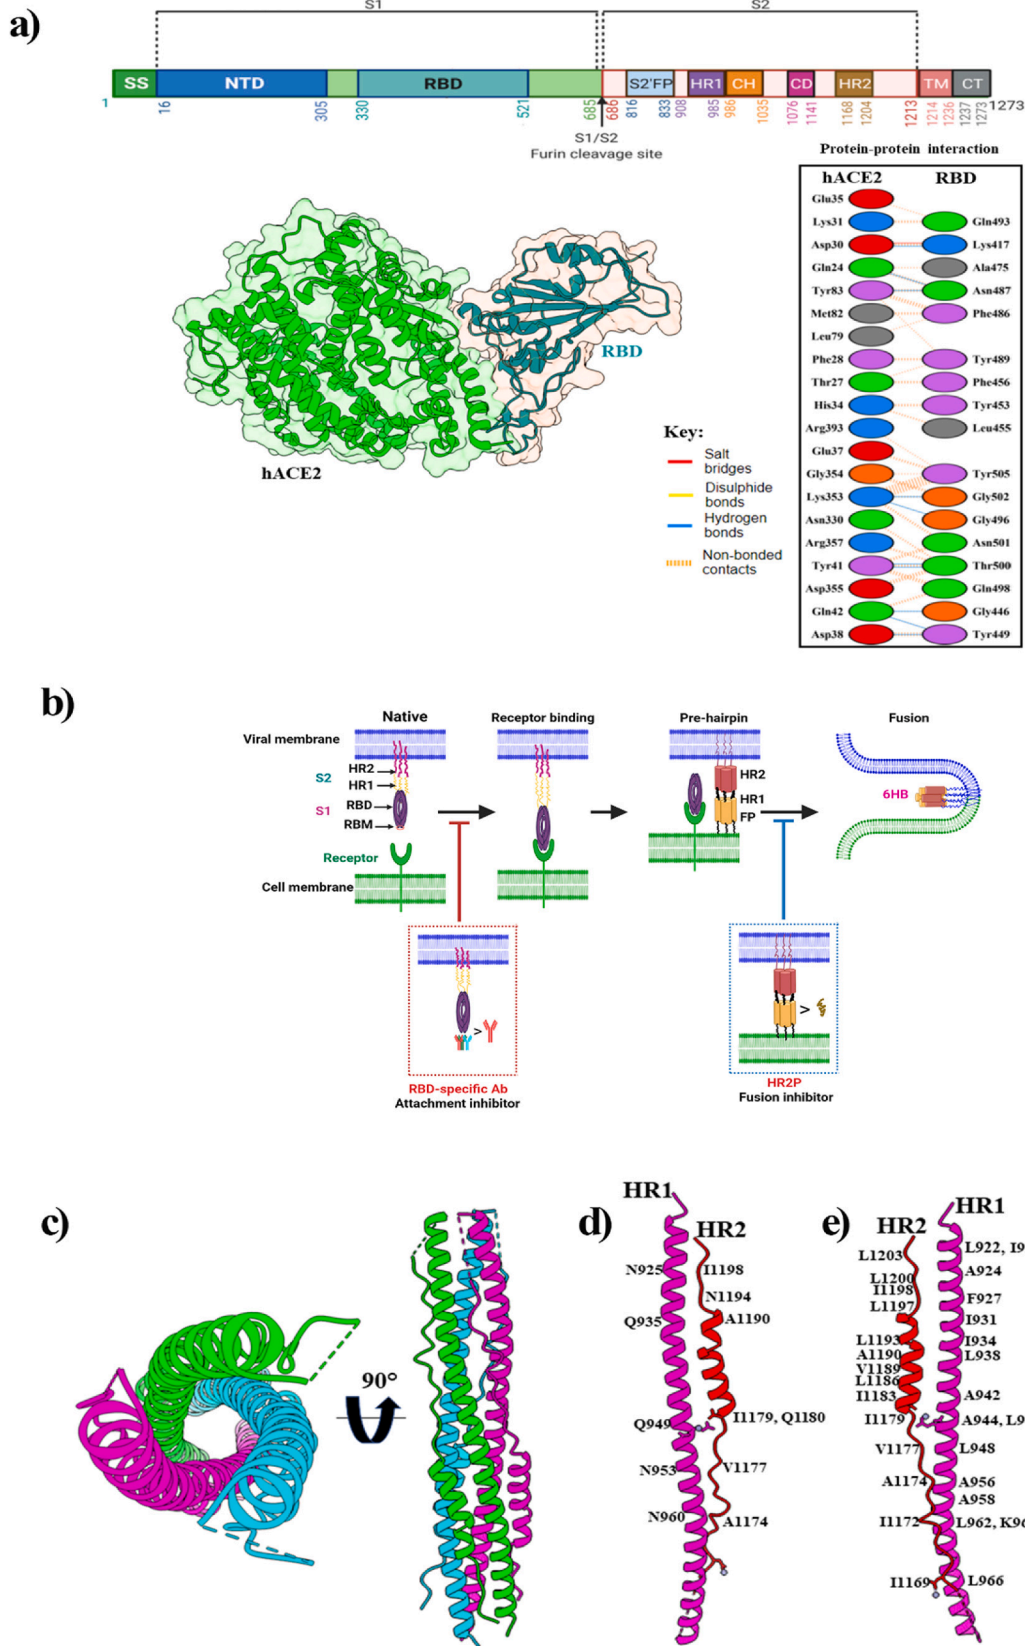 a)
S1
S2
SS
NTD
RBD
S2'FP
HR1
CH
CD
HR2
TM
CT
1
16
305
330
521
685
686
816
833
908
985
986
1035
1076
1141
1168
1204
1213
1214
1236
1237
1273
1273
S1/S2
Furin cleavage site
Protein-protein interaction
hACE2 RBD
Glu35
Lys31 Gln493
Asp30 Lys417
Gln24 Ala475
Tyr83 Asn487
Met82 Phe486
Leu79
Phe28 Tyr489
Thr27 Phe456
His34 Tyr453
Arg393 Leu455
Glu37
Gly354 Tyr505
Lys353 Gly502
Asn330 Gly496
Arg357 Asn501
Tyr41 Thr500
Asp355 Gln498
Gln42 Gly446
Asp38 Tyr449
RBD
hACE2
Key:
Salt
bridges
Disulphide
bonds
Hydrogen
bonds
Non-bonded
contacts
b)
Native
Receptor binding
Pre-hairpin
Fusion
Viral membrane
S2
HR2
HR1
S1
RBD
RBM
Receptor
Cell membrane
HR2
HR1
FP
6HB
>
RBD-specific Ab
Attachment inhibitor
>
HR2P
Fusion inhibitor
c)
90°
d)
HR1
HR2
N925
I1198
N1194
Q935
A1190
Q949
I1179, Q1180
N953
V1177
N960
A1174
e)
HR1
HR2
L1203
L922, I9
A924
L1200
I1198
F927
L1197
I931
L1193
I934
A1190
L938
V1189
L1186
I1183
A942
I1179
A944, L9
V1177
L948
A1174
A956
A958
I1172
L962, K96
I1169
L966